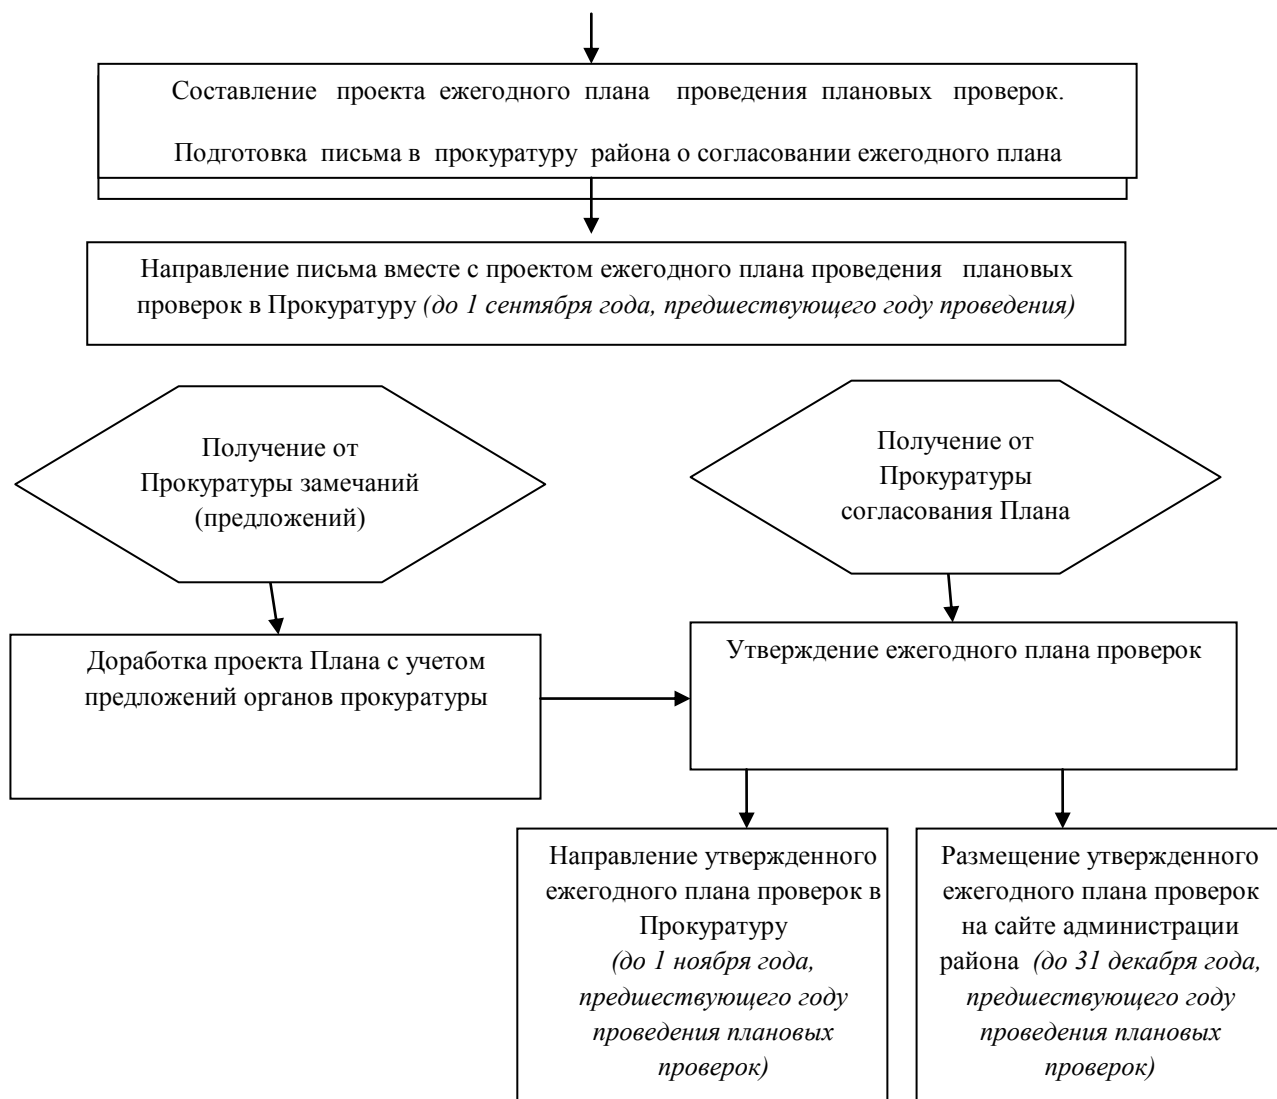 Составление проекта ежегодного плана проведения плановых проверок.
Подготовка письма в прокуратуру района о согласовании ежегодного плана
Направление письма вместе с проектом ежегодного плана проведения плановых
проверок в Прокуратуру (до 1 сентября года, предшествующего году проведения)
Получение от
Прокуратуры замечаний
(предложений)
Получение от
Прокуратуры
согласования Плана
Доработка проекта Плана с учетом
предложений органов прокуратуры
Утверждение ежегодного плана проверок
Направление утвержденного
ежегодного плана проверок в
Прокуратуру
(до 1 ноября года,
предшествующего году
проведения плановых
проверок)
Размещение утвержденного
ежегодного плана проверок
на сайте администрации
района (до 31 декабря года,
предшествующего году
проведения плановых
проверок)